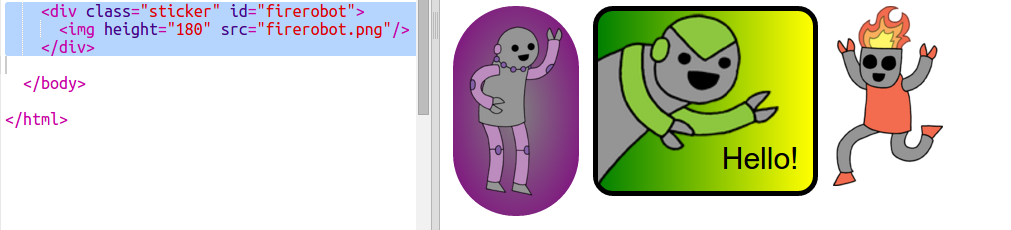 <div class="sticker" id="firerobot">
<img height="180" src="firerobot.png"/>
</div>
</body>
</html>
Hello!